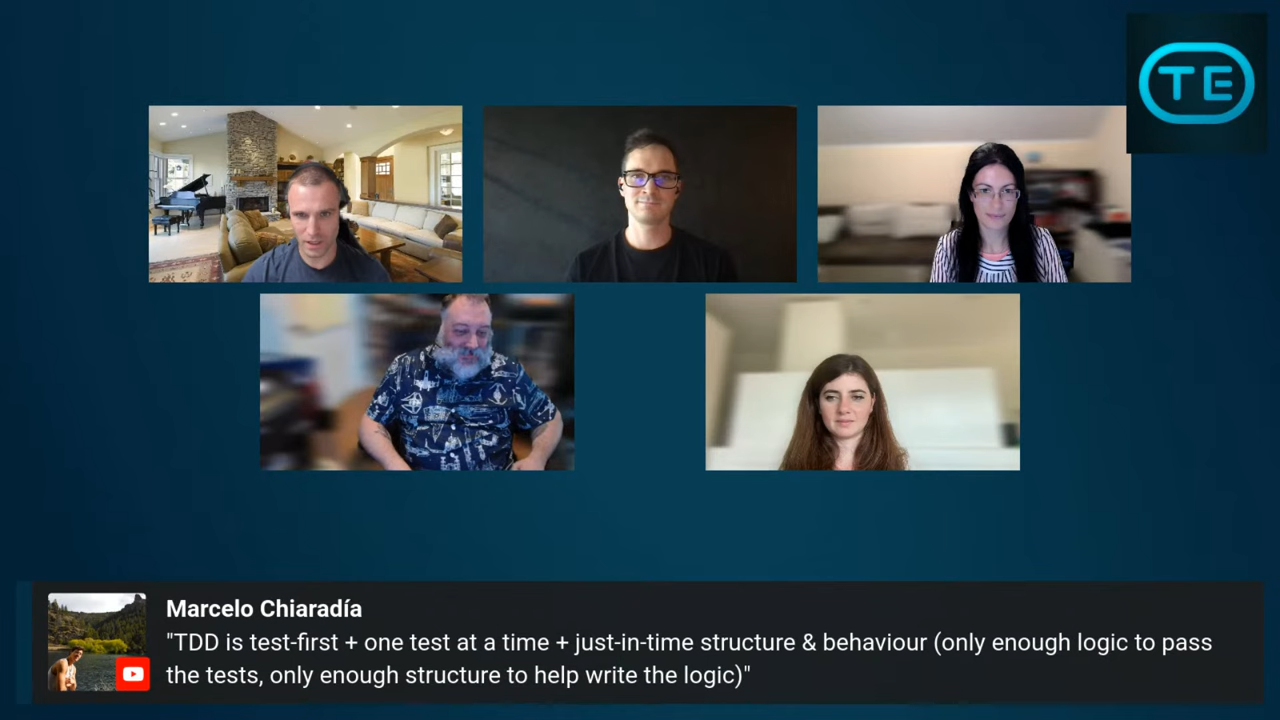 TE
Marcelo Chiaradía
"TDD is test-first + one test at a time + just-in-time structure & behaviour (only enough logic to pass
the tests, only enough structure to help write the logic)"